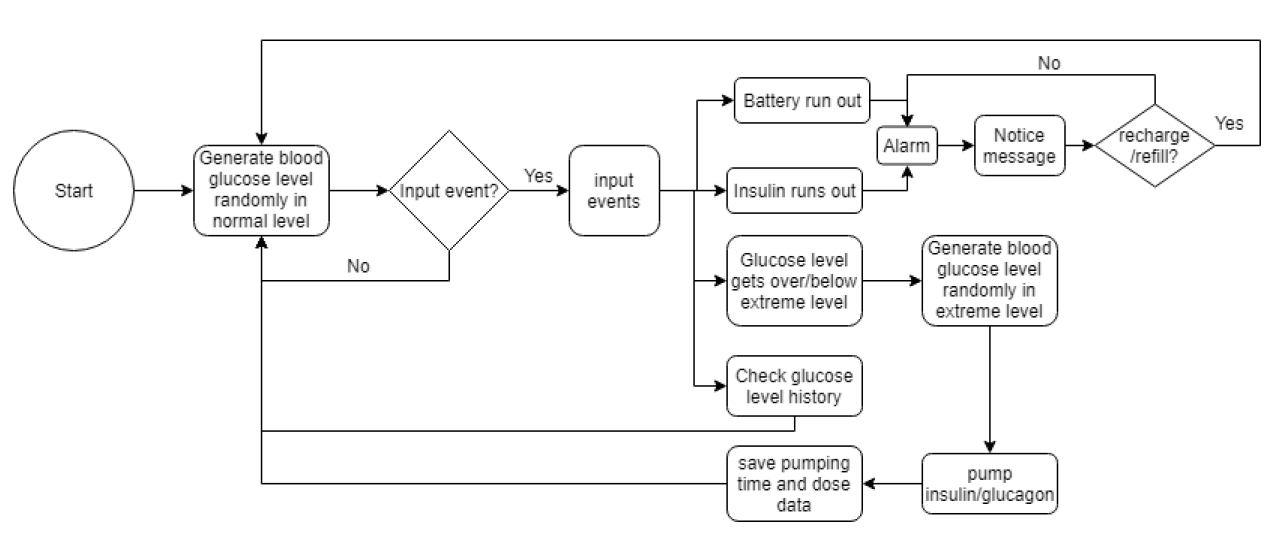 Start
Generate blood
glucose level
randomly in
normal level
Input event?
Yes
No
input
events
Battery run out
Insulin runs out
Glucose level
gets over/below
extreme level
Check glucose
level history
Alarm
Notice
message
recharge
/refill?
No
Yes
Generate blood
glucose level
randomly in
extreme level
pump
insulin/glucagon
save pumping
time and dose
data